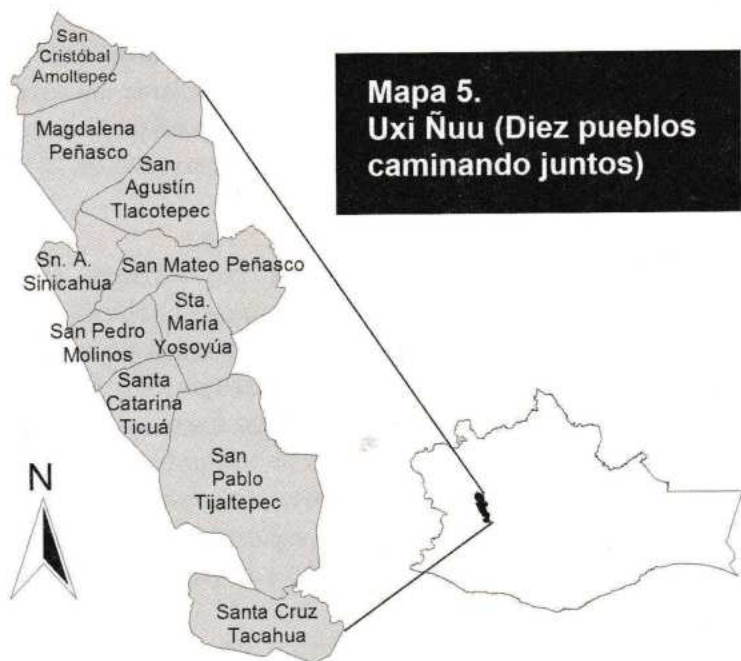 San
Cristóbal
Amoltepec
Mapa 5.
Uxi Ñuu (Diez pueblos
caminando juntos)
Magdalena
Peñasco
San
Agustín
Tlacotepec
Sn. A.
Sinicahua
San Mateo Peñasco
Sta.
María
Yosoyúa
San Pedro
Molinos
Santa
Catarina
Ticuá
San
Pablo
Tijaltepec
N
Santa Cruz
Tacahua